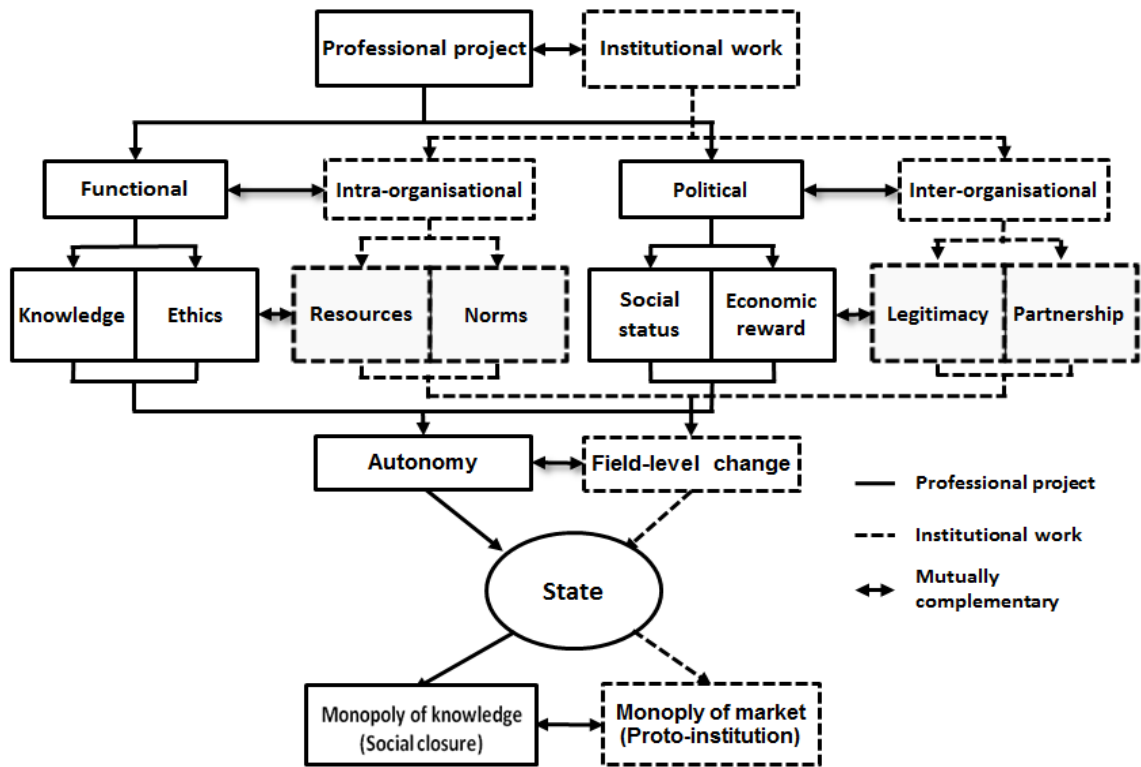 Professional project
Institutional work
Functional
Intra-organisational
Political
Inter-organisational
Knowledge
Ethics
Resources
Norms
Social
status
Economic
reward
Legitimacy
Partnership
Autonomy
Field-level change
Professional project
Institutional work
Mutually
complementary
State
Monopoly of knowledge
(Social closure)
Monoply of market
(Proto-institution)